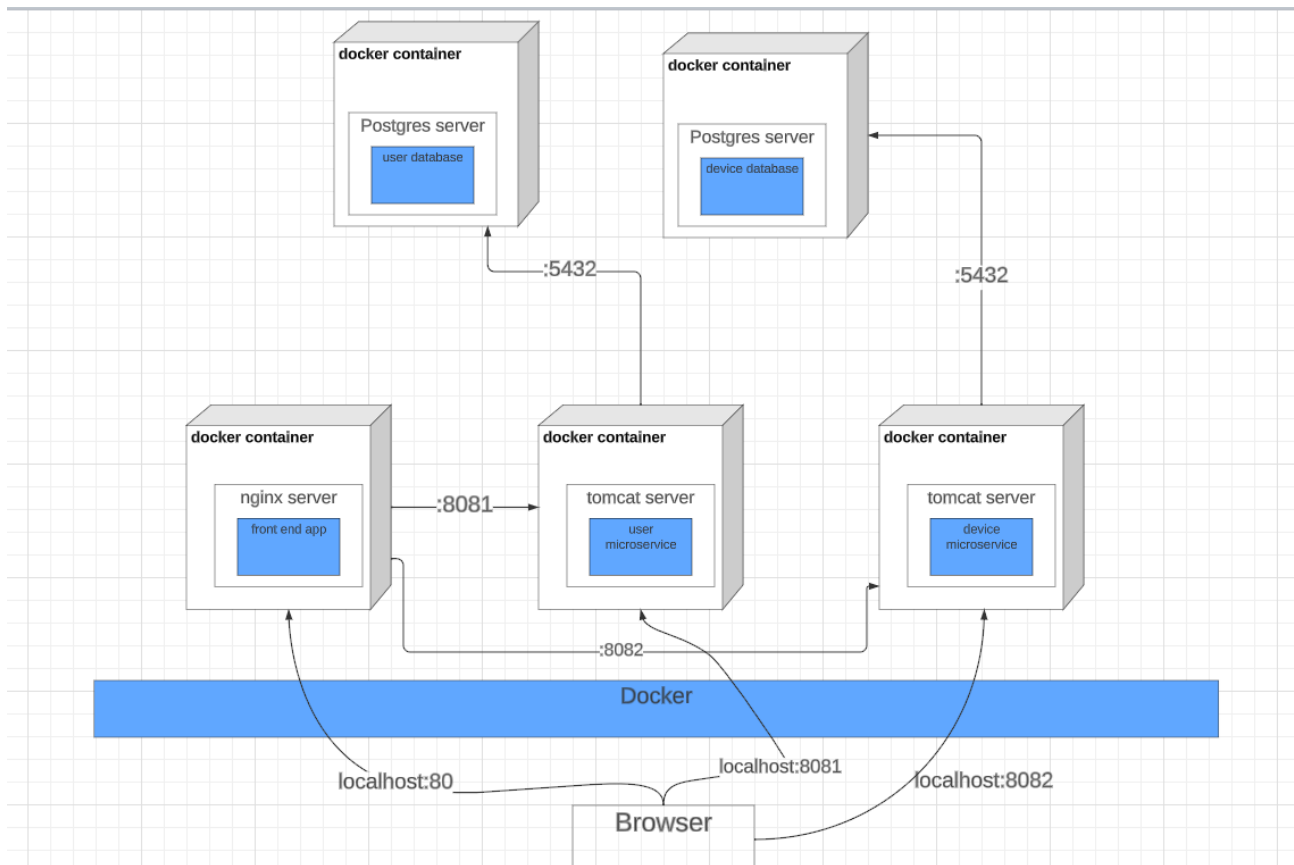 docker container
docker container
Postgres server
user database
Postgres server
device database
:5432
:5432
docker container
docker container
docker container
nginx server
front end app
:8081
tomcat server
user
microservice
tomcat server
device
microservice
:8082
Docker
localhost:80
localhost:8081
localhost:8082
Browser